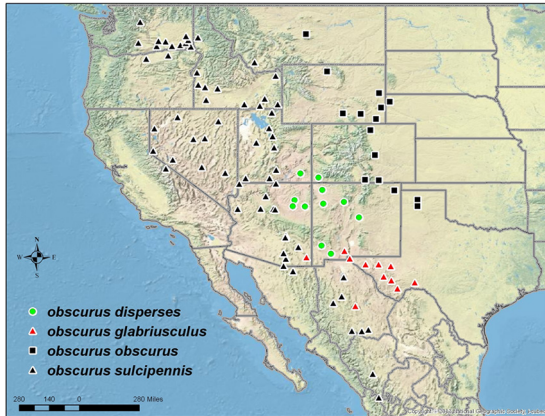 N
W E
S
obscurus disperses
obscurus glabriusculus
obscurus obscurus
obscurus sulcipennis
280 140 0 280 Miles